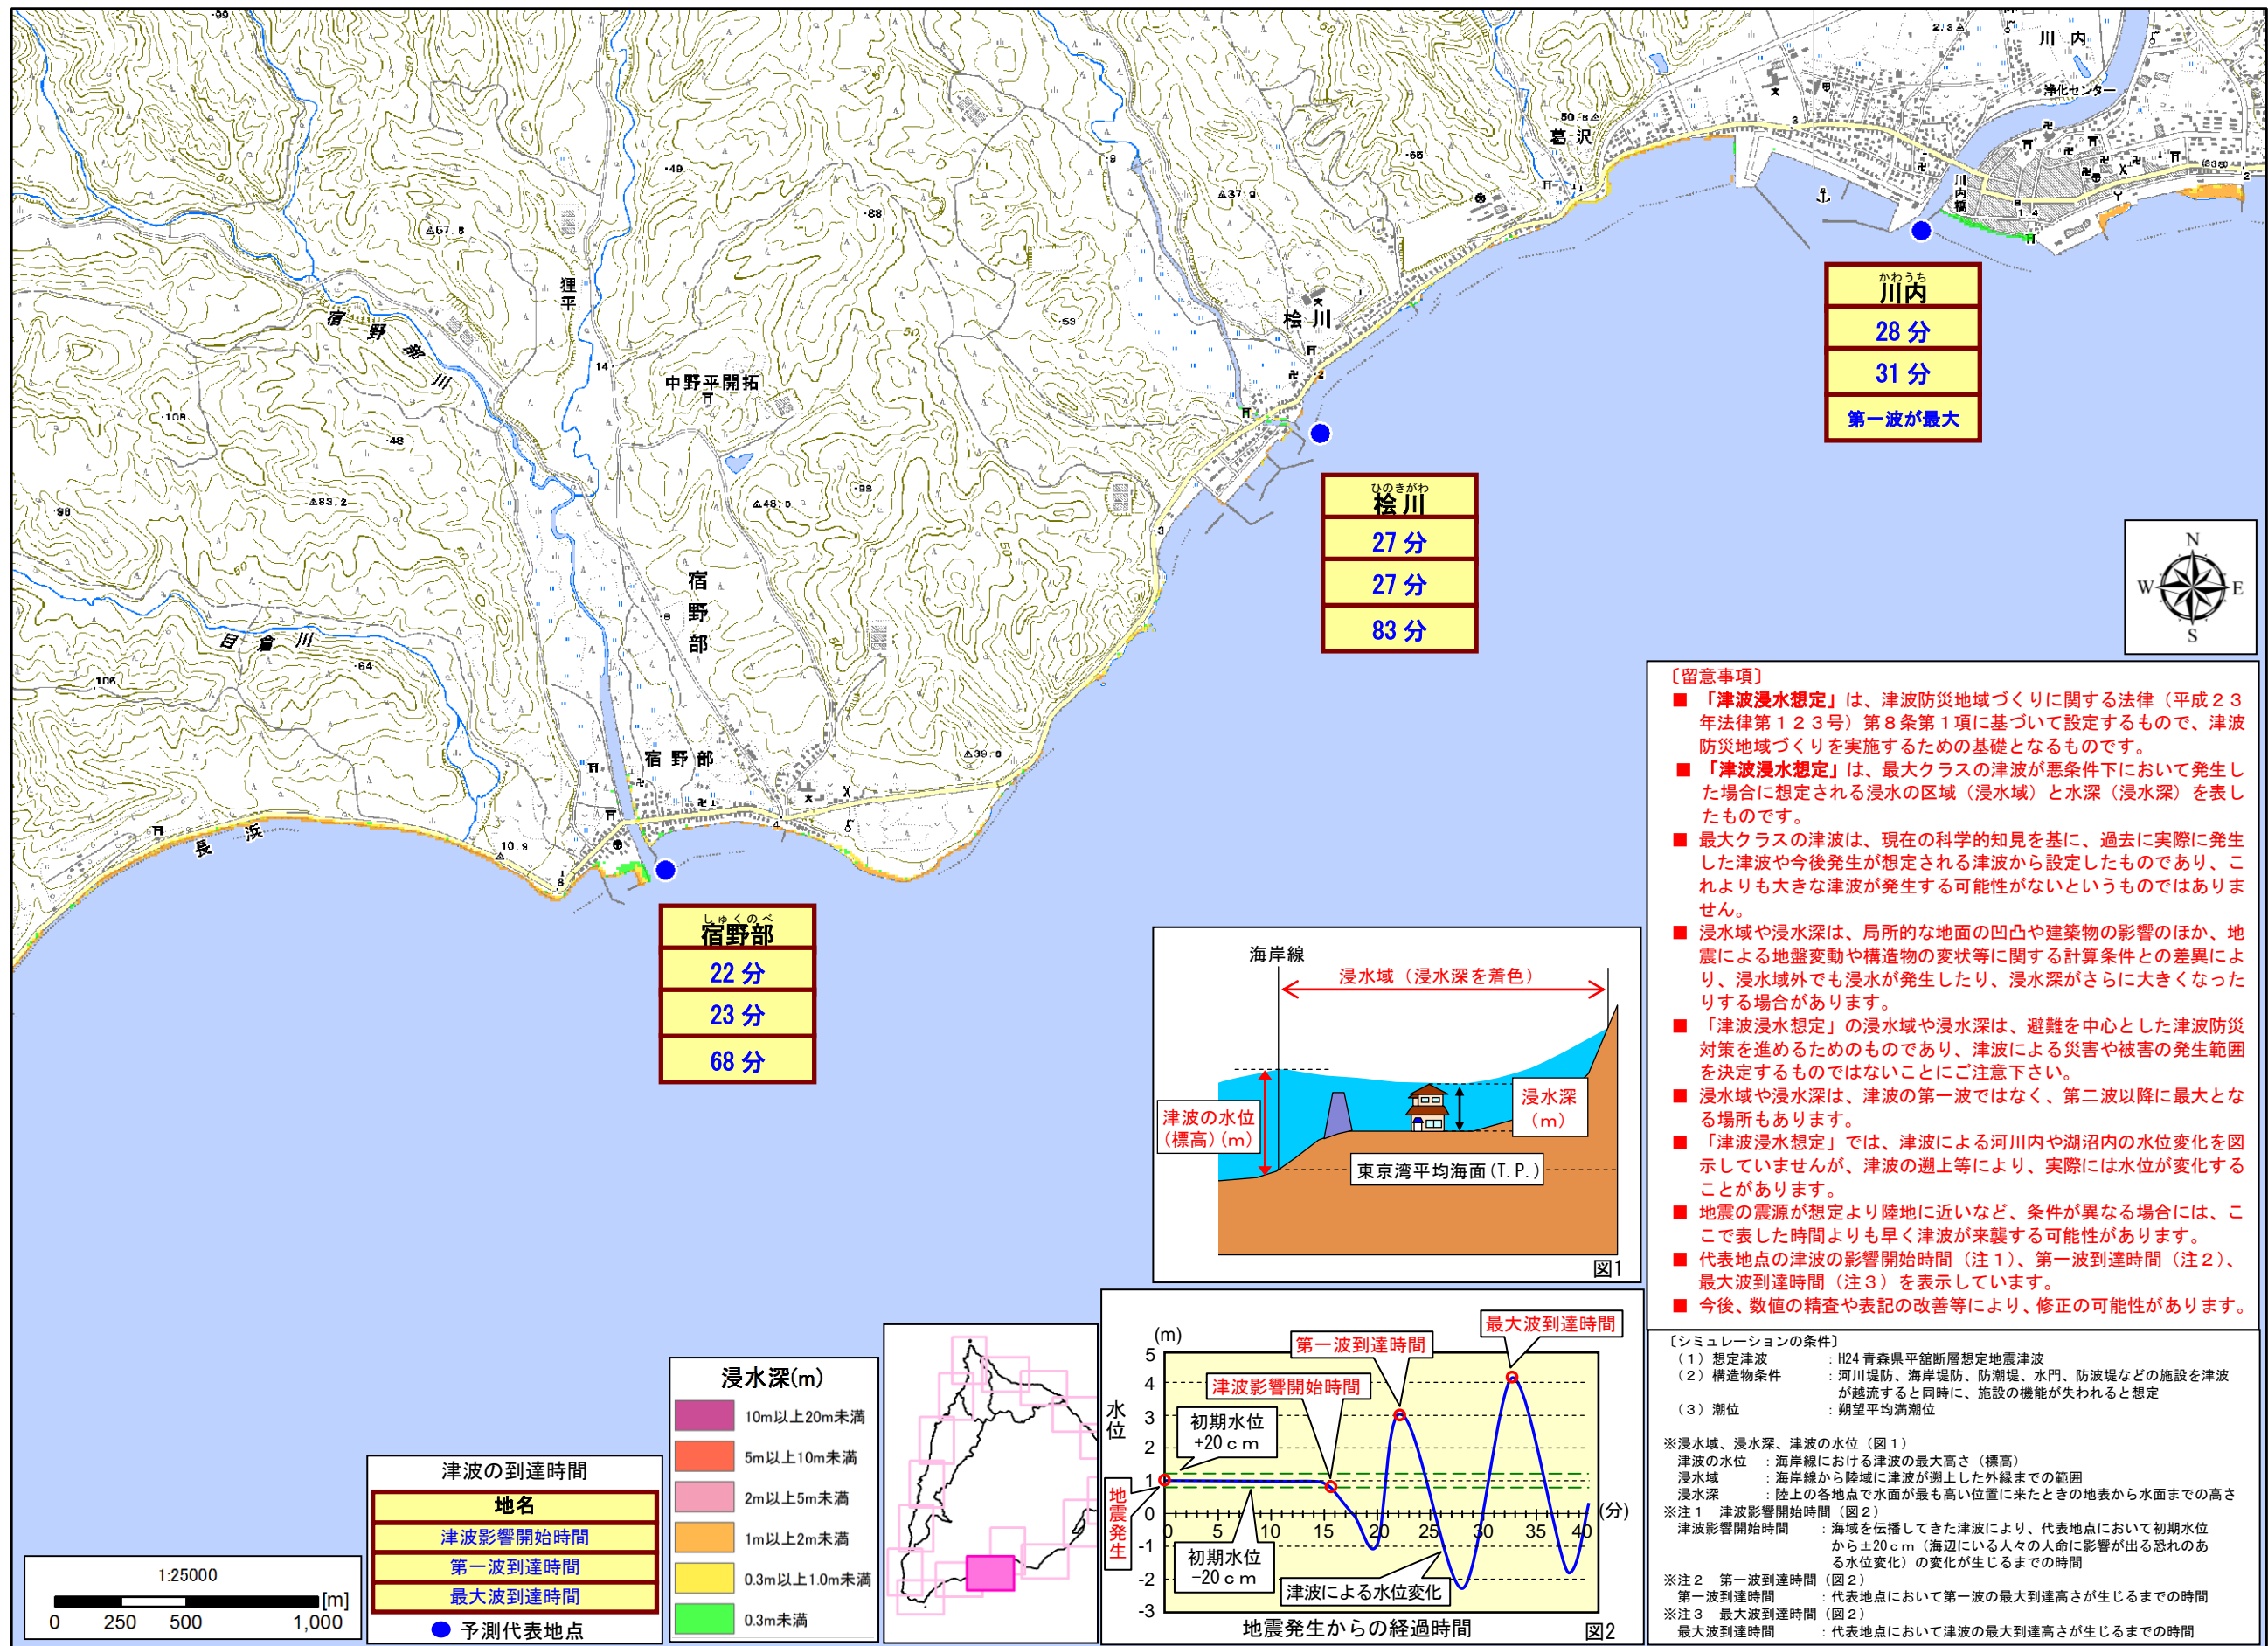 川内
浄化センター
葛沢
川内橋
桧川
狸平
宿野部川
中野平開拓
宿野部
目倉川
宿野部
長浜
99
2.8
3
50.8
65
9
37.9
49
88
67.8
53
14
108
48
83.2
98
48.0
98
50
106
64
39.8
10.9
4
8
3
2
1.4
(338)
2
かわうち
川内
28 分
31 分
第一波が最大
ひのきがわ
桧川
27 分
27 分
83 分
しゅくのべ
宿野部
22 分
23 分
68 分
N
W E
S
〔留意事項〕
■ 「津波浸水想定」は、津波防災地域づくりに関する法律（平成２３
年法律第１２３号）第８条第１項に基づいて設定するもので、津波
防災地域づくりを実施するための基礎となるものです。
■ 「津波浸水想定」は、最大クラスの津波が悪条件下において発生し
た場合に想定される浸水の区域（浸水域）と水深（浸水深）を表し
たものです。
■ 最大クラスの津波は、現在の科学的知見を基に、過去に実際に発生
した津波や今後発生が想定される津波から設定したものであり、こ
れよりも大きな津波が発生する可能性がないというものではありま
せん。
■ 浸水域や浸水深は、局所的な地面の凹凸や建築物の影響のほか、地
震による地盤変動や構造物の変状等に関する計算条件との差異によ
り、浸水域外でも浸水が発生したり、浸水深がさらに大きくなった
りする場合があります。
■ 「津波浸水想定」の浸水域や浸水深は、避難を中心とした津波防災
対策を進めるためのものであり、津波による災害や被害の発生範囲
を決定するものではないことにご注意下さい。
■ 浸水域や浸水深は、津波の第一波ではなく、第二波以降に最大とな
る場所もあります。
■ 「津波浸水想定」では、津波による河川内や湖沼内の水位変化を図
示していませんが、津波の遡上等により、実際には水位が変化する
ことがあります。
■ 地震の震源が想定より陸地に近いなど、条件が異なる場合には、こ
こで表した時間よりも早く津波が来襲する可能性があります。
■ 代表地点の津波の影響開始時間（注１）、第一波到達時間（注２）、
最大波到達時間（注３）を表示しています。
■ 今後、数値の精査や表記の改善等により、修正の可能性があります。
海岸線
浸水域（浸水深を着色）
津波の水位
(標高)(m)
浸水深
（m）
東京湾平均海面(T.P.)
図1
(m)
最大波到達時間
第一波到達時間
津波影響開始時間
初期水位
+20ｃｍ
水位
地震発生
初期水位
-20ｃｍ
津波による水位変化
5
4
3
2
1
0
-1
-2
-3
0 5 10 15 20 25 30 35 40
(分)
地震発生からの経過時間
図2
〔シミュレーションの条件〕
（１）想定津波 ：H24 青森県平舘断層想定地震津波
（２）構造物条件 ：河川堤防、海岸堤防、防潮堤、水門、防波堤などの施設を津波
が越流すると同時に、施設の機能が失われると想定
（３）潮位 ：朔望平均満潮位
※浸水域、浸水深、津波の水位（図１）
津波の水位 ：海岸線における津波の最大高さ（標高）
浸水域 ：海岸線から陸域に津波が遡上した外縁までの範囲
浸水深 ：陸上の各地点で水面が最も高い位置に来たときの地表から水面までの高さ
※注１ 津波影響開始時間（図２）
津波影響開始時間 ：海域を伝播してきた津波により、代表地点において初期水位
から±20ｃｍ（海辺にいる人々の人命に影響が出る恐れのあ
る水位変化）の変化が生じるまでの時間
※注２ 第一波到達時間（図２）
第一波到達時間 ：代表地点において第一波の最大到達高さが生じるまでの時間
※注３ 最大波到達時間（図２）
最大波到達時間 ：代表地点において津波の最大到達高さが生じるまでの時間
浸水深(m)
10m以上20m未満
5m以上10m未満
2m以上5m未満
1m以上2m未満
0.3m以上1.0m未満
0.3m未満
津波の到達時間
地名
津波影響開始時間
第一波到達時間
最大波到達時間
予測代表地点
1:25000
[m]
0 250 500 1,000